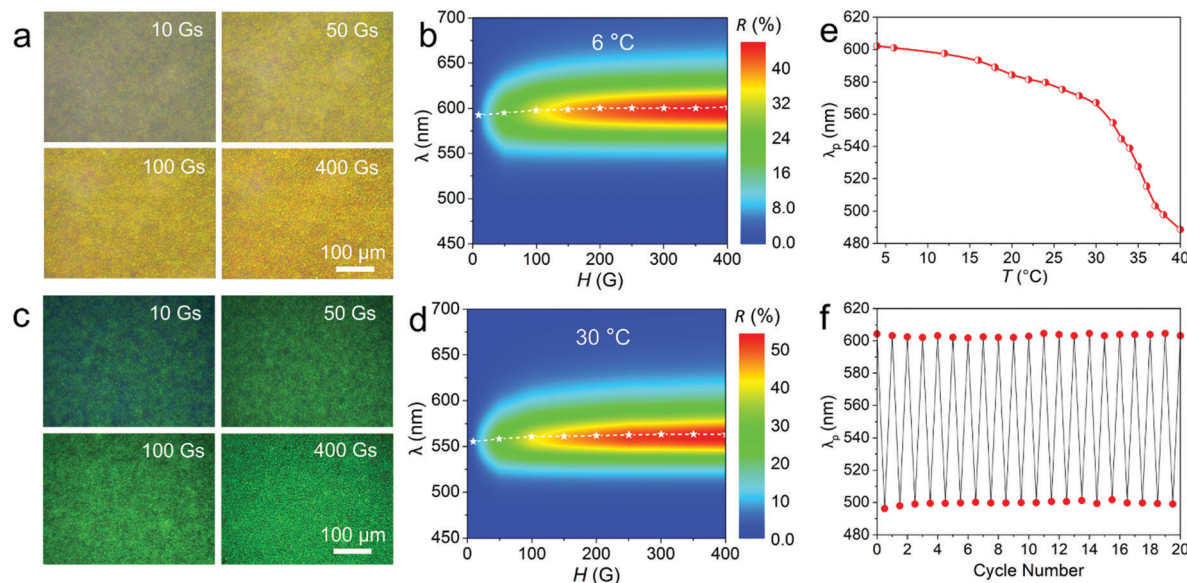 a
10 Gs
50 Gs
100 Gs
400 Gs
100 µm
b
6 °C
R (%)
λ (nm)
700
650
600
550
500
450
0
100
200
300
400
H (G)
40
32
24
16
8.0
0.0
c
10 Gs
50 Gs
100 Gs
400 Gs
100 µm
d
30 °C
R (%)
λ (nm)
700
650
600
550
500
450
0
100
200
300
400
H (G)
50
40
30
20
10
0.0
e
λp (nm)
620
600
580
560
540
520
500
480
5
10
15
20
25
30
35
40
T (°C)
f
λp (nm)
620
600
580
560
540
520
500
480
0
2
4
6
8
10
12
14
16
18
20
Cycle Number